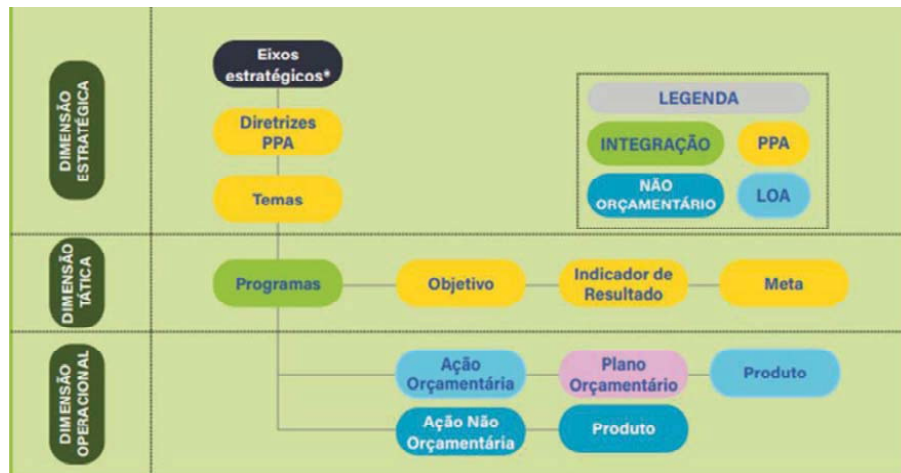 DIMENSÃO
ESTRATÉGICA
Eixos
estratégicos*
Diretrizes
PPA
Temas
LEGENDA
INTEGRAÇÃO
PPA
NÃO
ORÇAMENTÁRIO
LOA
DIMENSÃO
TÁTICA
Programas
Objetivo
Indicador de
Resultado
Meta
DIMENSÃO
OPERACIONAL
Ação
Orçamentária
Plano
Orçamentário
Produto
Ação Não
Orçamentária
Produto